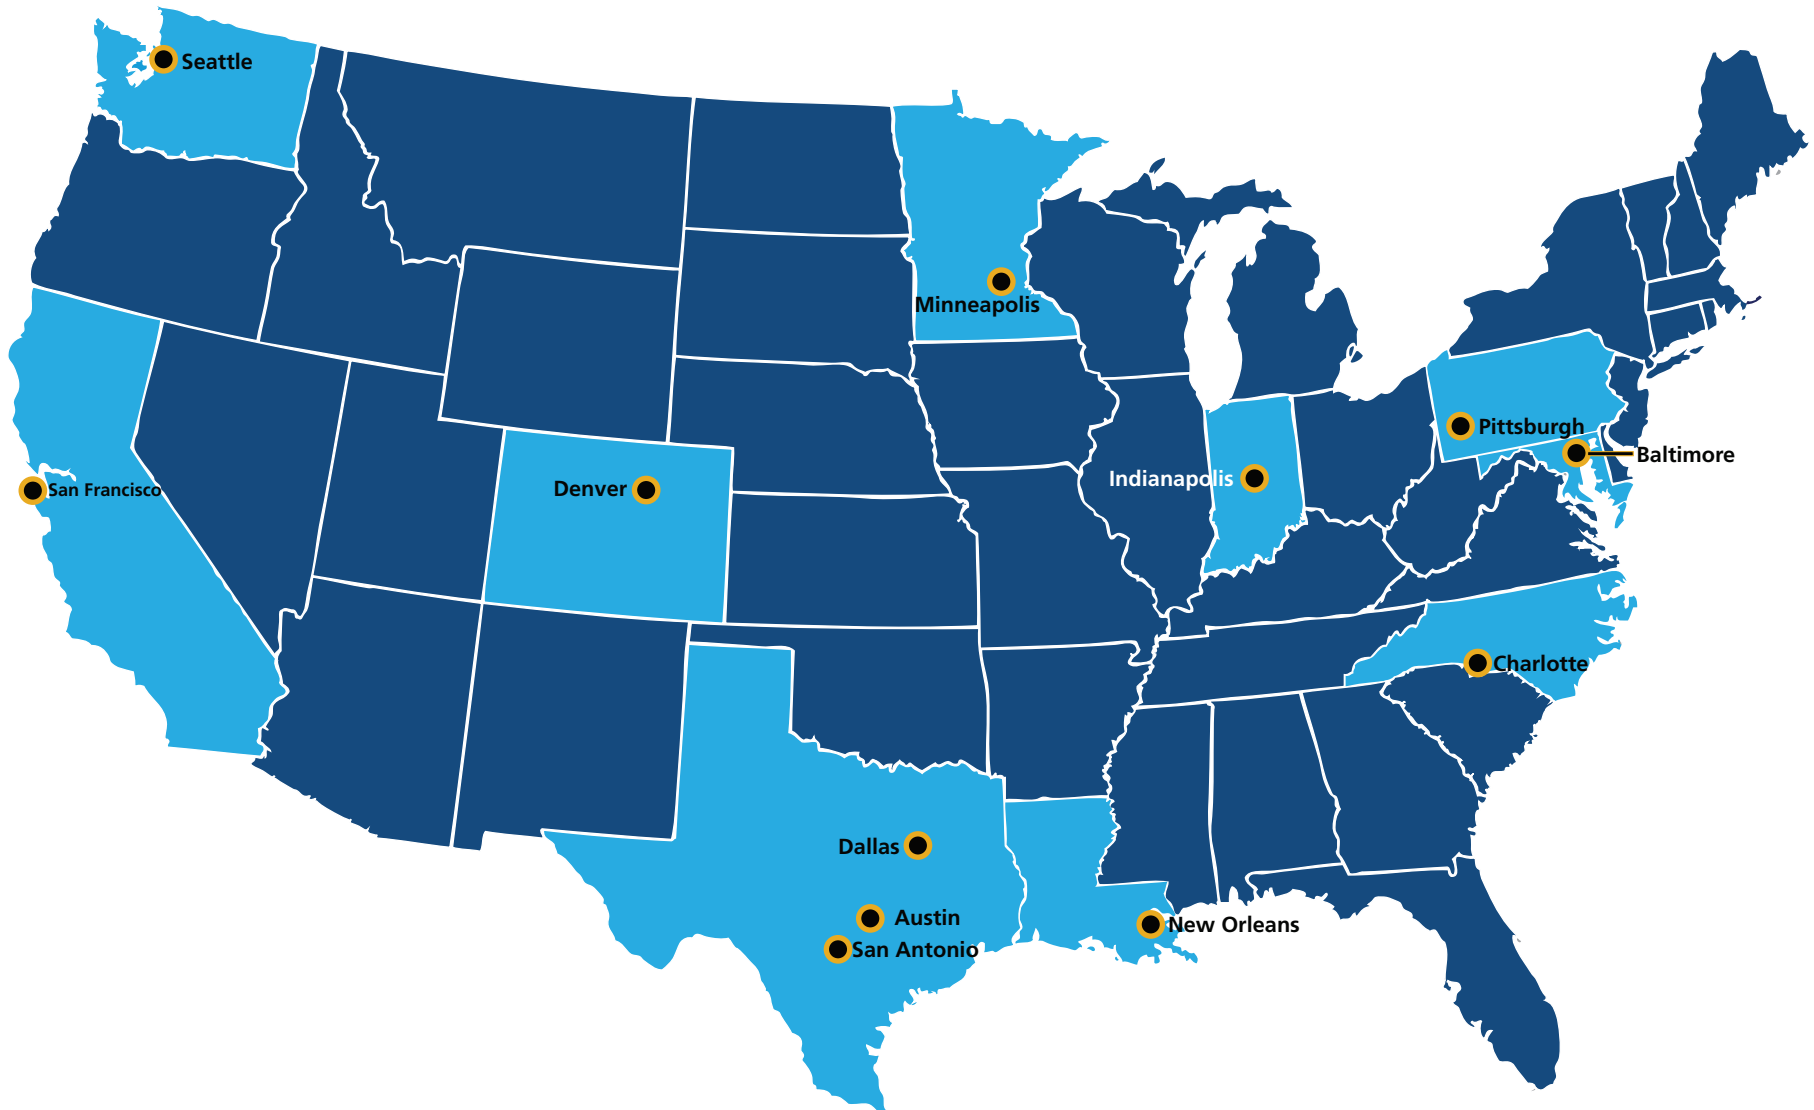 Seattle
Minneapolis
Pittsburgh
Baltimore
Indianapolis
Denver
San Francisco
Charlotte
Dallas
Austin
New Orleans
San Antonio